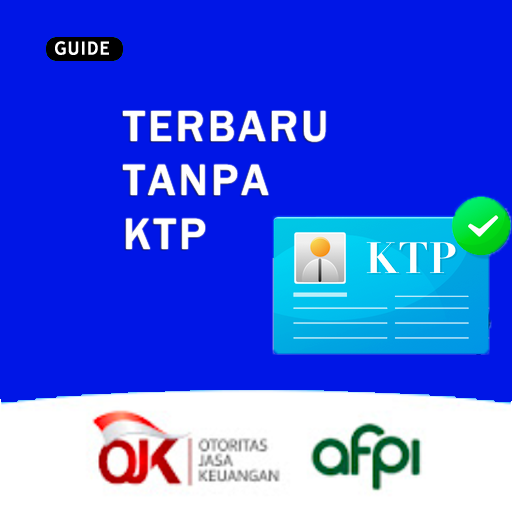 GUIDE
TERBARU
TANPA
KTP
KTP
OJK
OTORITAS
JASA
KEUANGAN
afpi